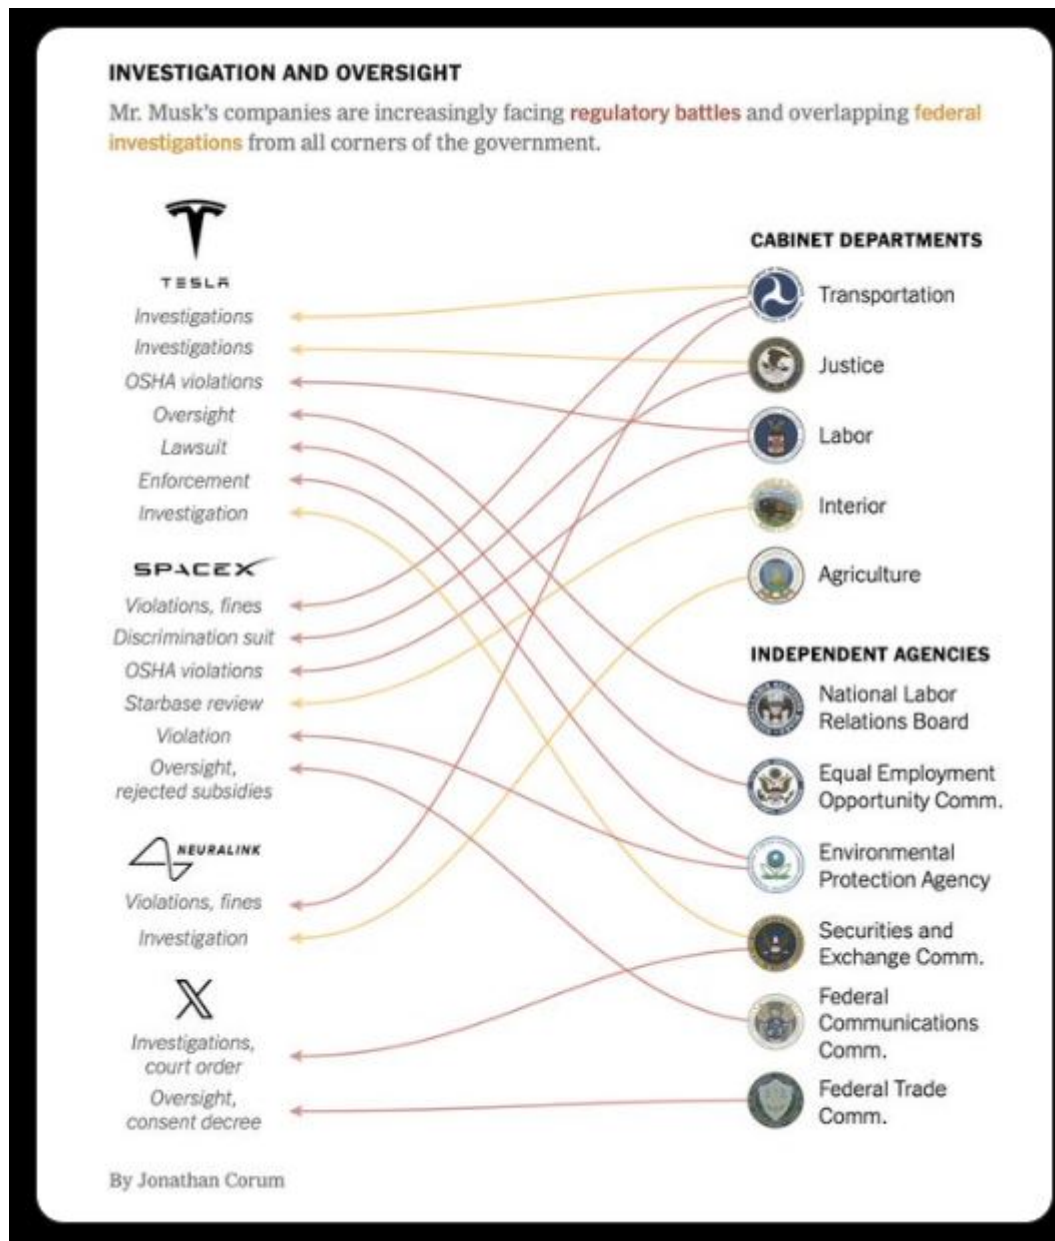 INVESTIGATION AND OVERSIGHT
Mr. Musk's companies are increasingly facing regulatory battles and overlapping federal
investigations from all corners of the government.
TESLA
Investigations
Investigations
OSHA violations
Oversight
Lawsuit
Enforcement
Investigation
SPACEX
Violations, fines
Discrimination suit
OSHA violations
Starbase review
Violation
Oversight,
rejected subsidies
NEURALINK
Violations, fines
Investigation
X
Investigations,
court order
Oversight,
consent decree
CABINET DEPARTMENTS
Transportation
Justice
Labor
Interior
Agriculture
INDEPENDENT AGENCIES
National Labor
Relations Board
Equal Employment
Opportunity Comm.
Environmental
Protection Agency
Securities and
Exchange Comm.
Federal
Communications
Comm.
Federal Trade
Comm.
By Jonathan Corum